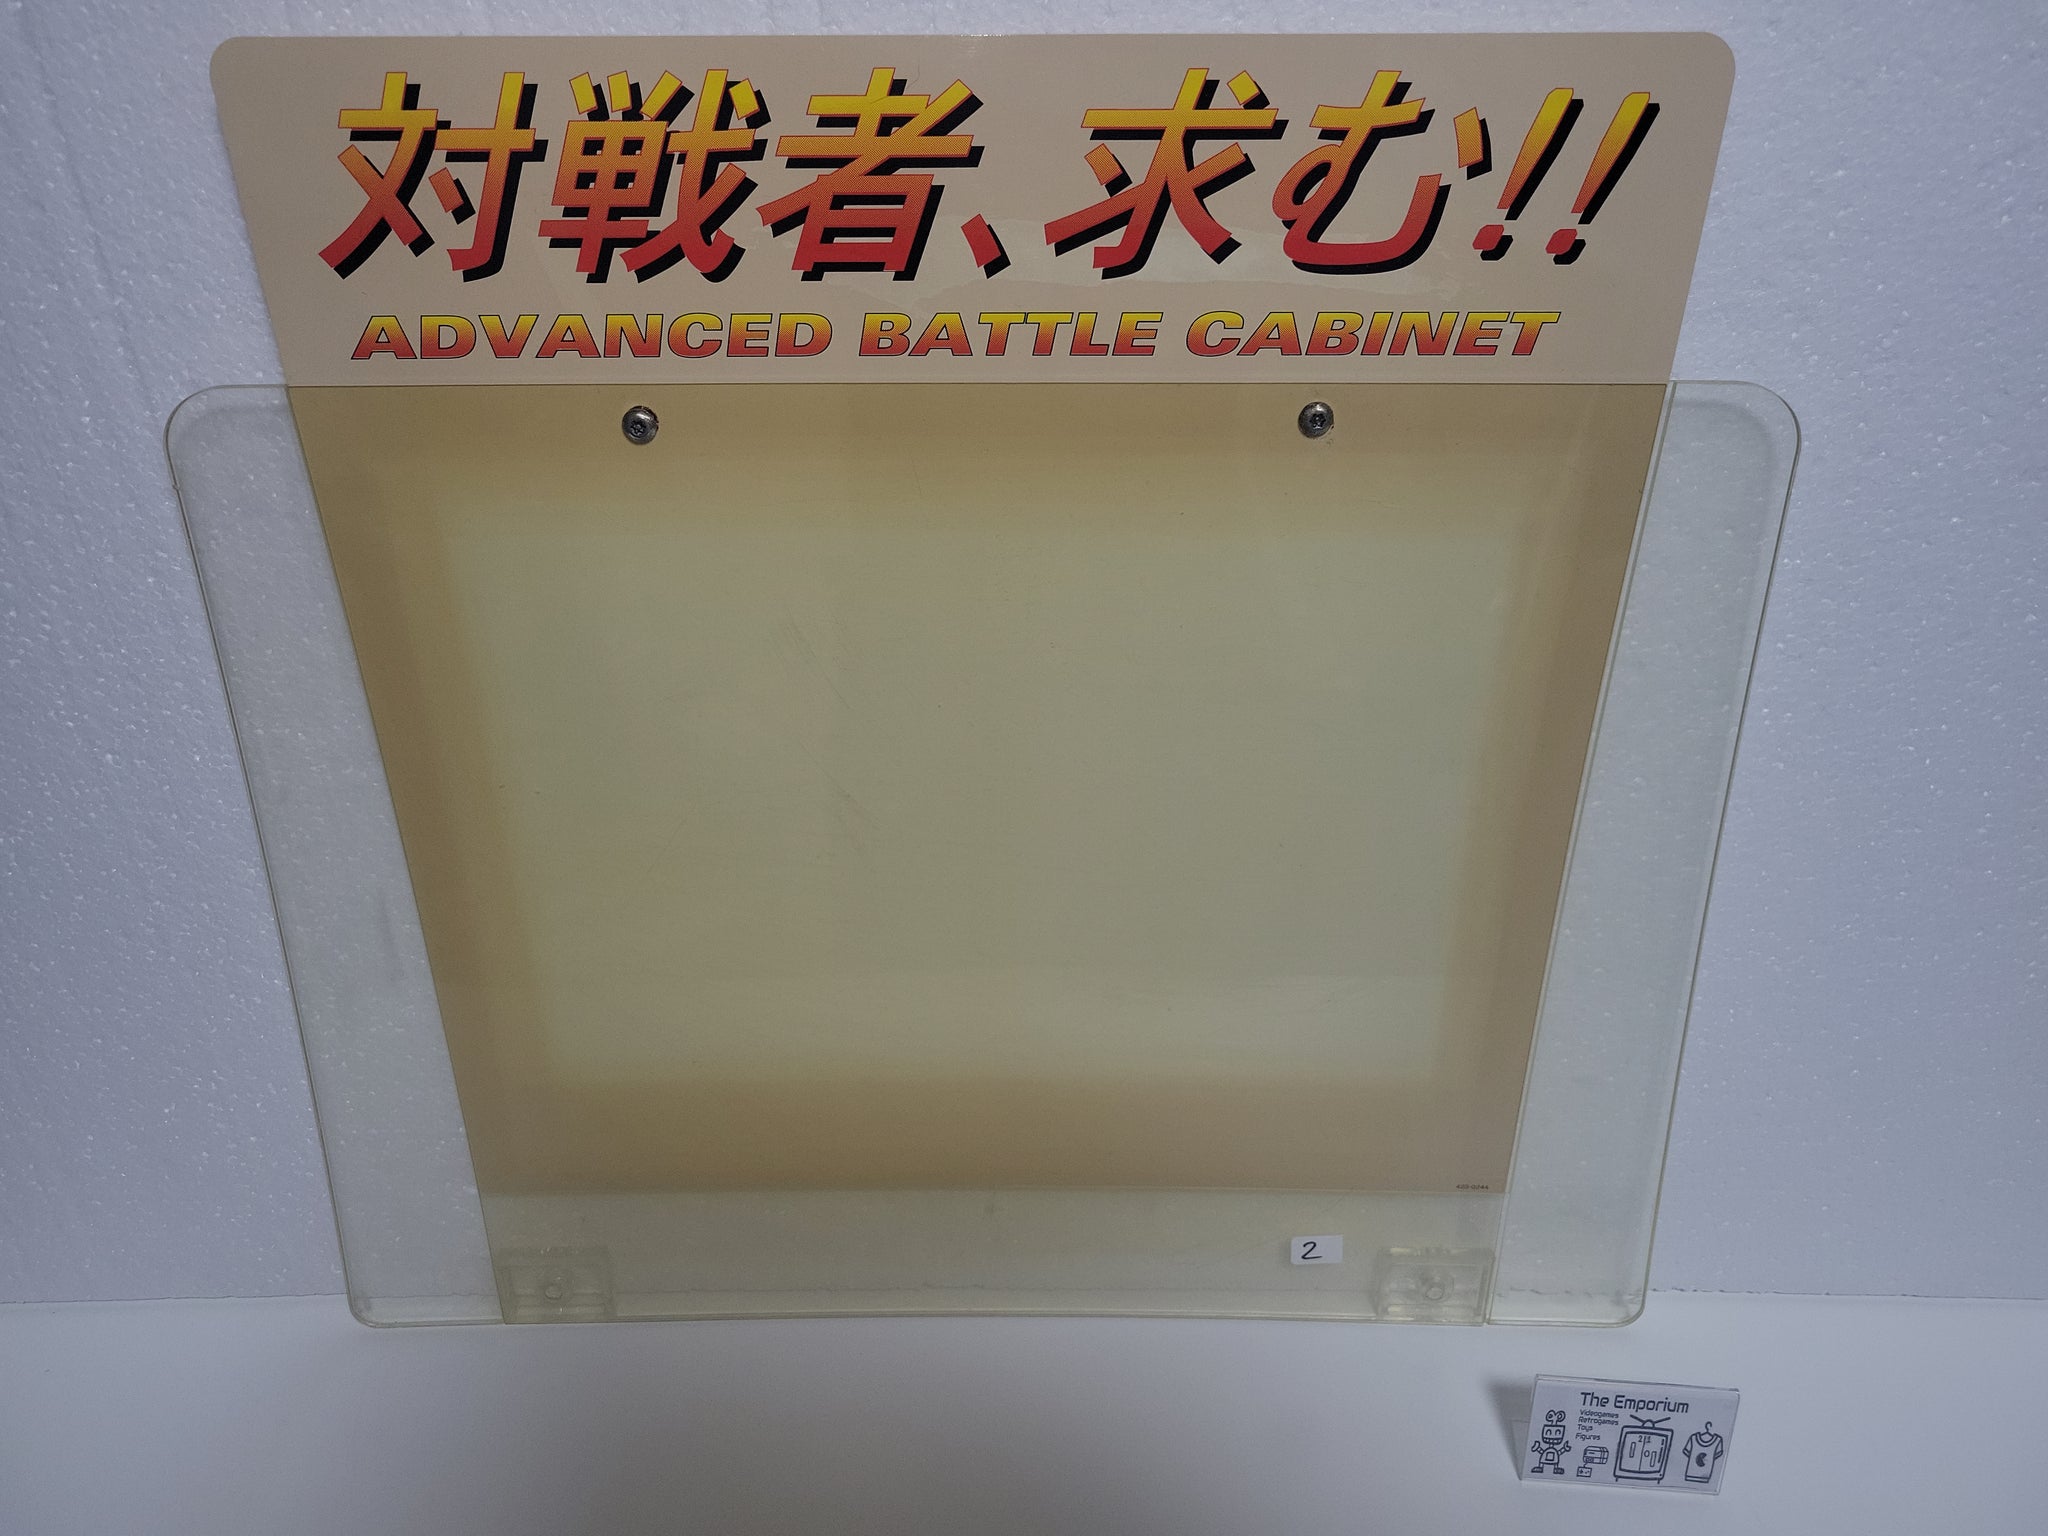 対戦者、求む!!
ADVANCED BATTLE CABINET
2
The Emporium
Videogames
Retrogames
Toys
Figures